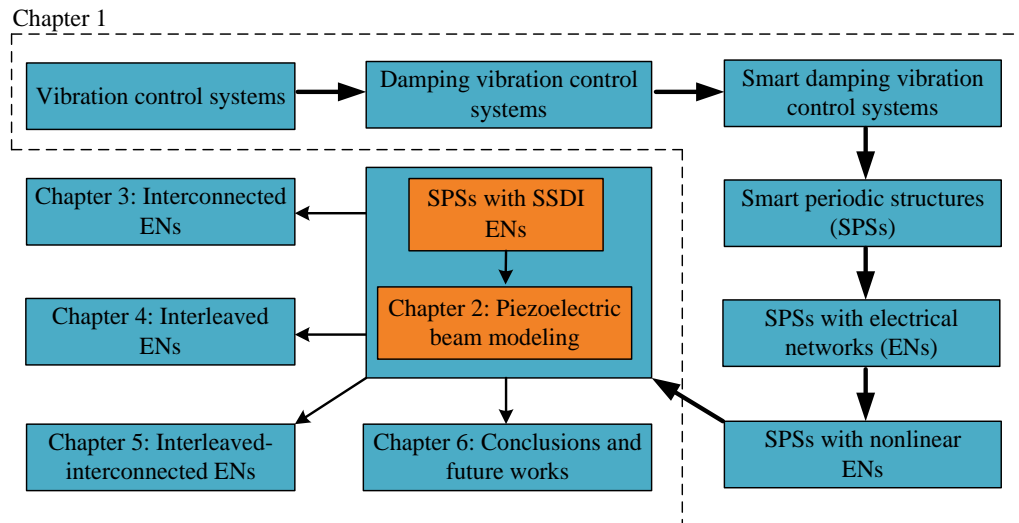 Chapter 1
Vibration control systems
Damping vibration control
systems
Smart damping vibration
control systems
Chapter 3: Interconnected
ENs
SPSs with SSDI
ENs
Smart periodic structures
(SPSs)
Chapter 4: Interleaved
ENs
Chapter 2: Piezoelectric
beam modeling
SPSs with electrical
networks (ENs)
Chapter 5: Interleaved-
interconnected ENs
Chapter 6: Conclusions and
future works
SPSs with nonlinear
ENs